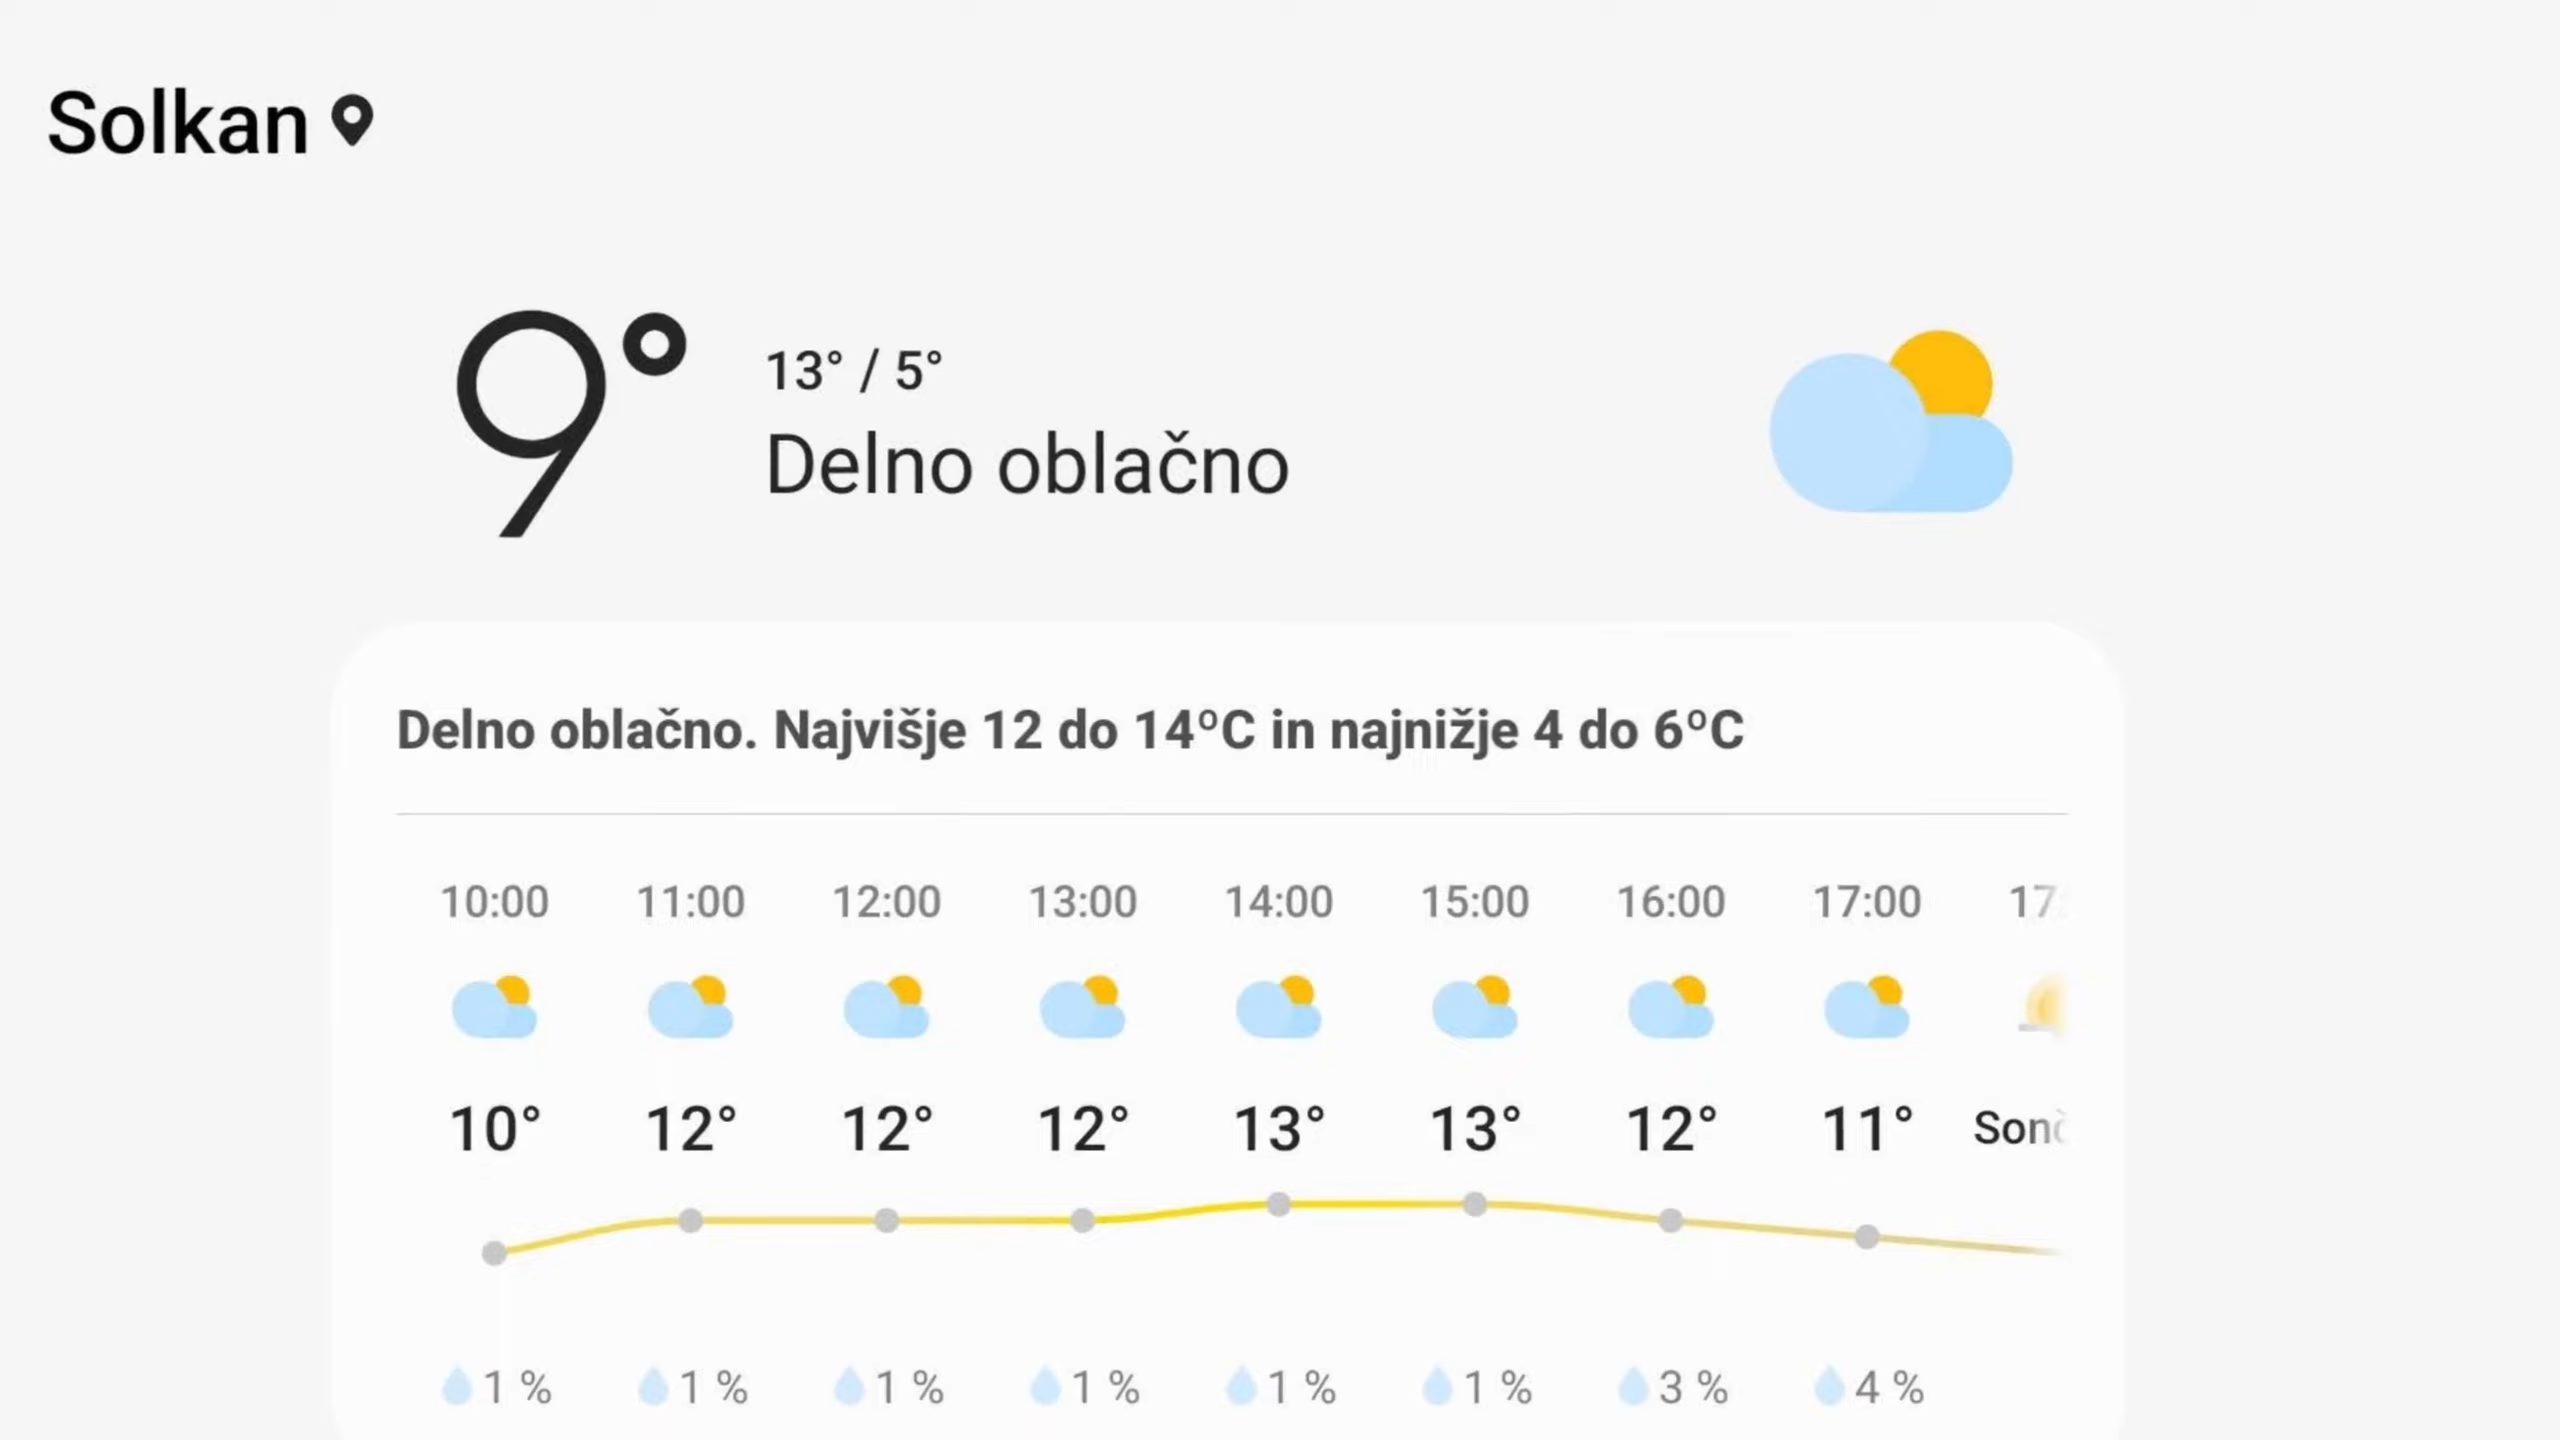 Solkan
9°
13° / 5°
Delno oblačno
Delno oblačno. Najvišje 12 do 14ºC in najnižje 4 do 6ºC
10:00 11:00 12:00 13:00 14:00 15:00 16:00 17:00
10° 12° 12° 12° 13° 13° 12° 11°
1 % 1 % 1 % 1 % 1 % 1 % 3 % 4 %